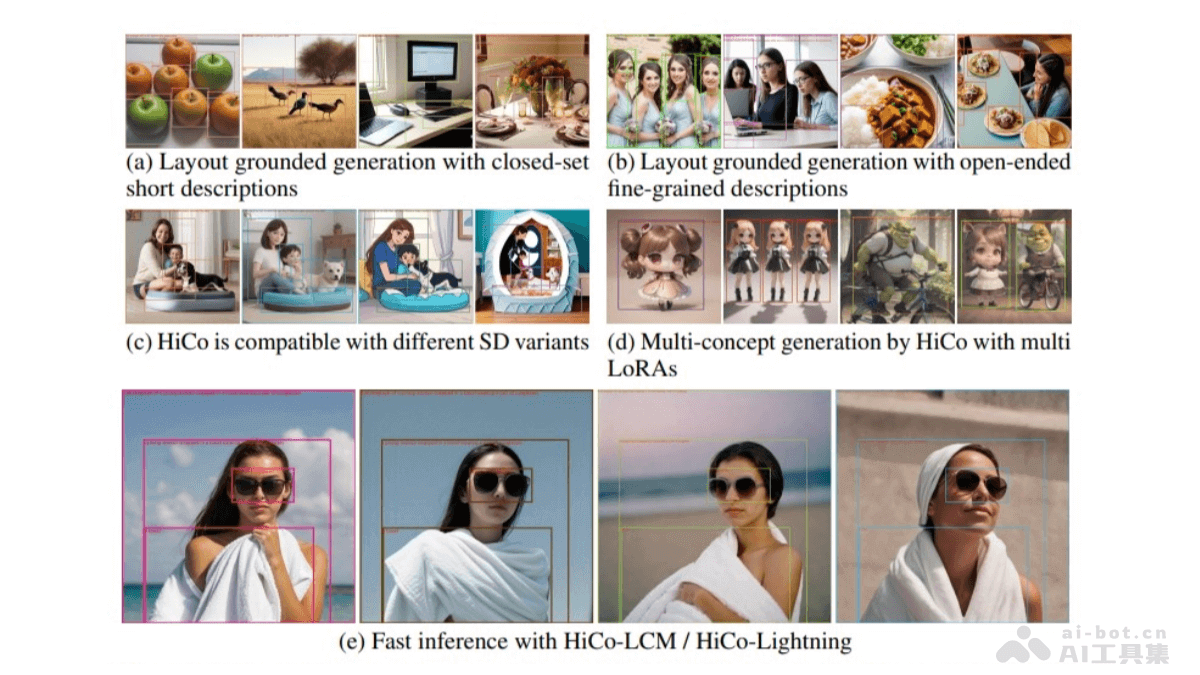 (a) Layout grounded generation with closed-set
short descriptions
(b) Layout grounded generation with open-ended
fine-grained descriptions
(c) HiCo is compatible with different SD variants
(d) Multi-concept generation by HiCo with multi
LoRAs
(e) Fast inference with HiCo-LCM / HiCo-Lightning
ai-bot.cn
AI工具集